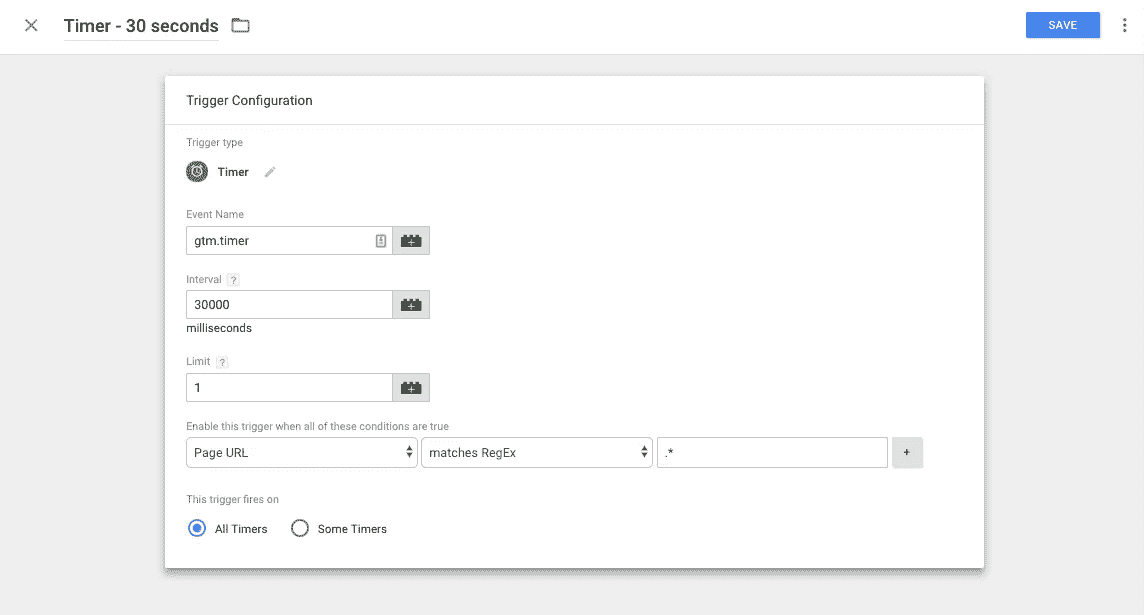 Timer - 30 seconds
SAVE
Trigger Configuration
Trigger type
Timer
Event Name
gtm.timer
Interval ?
30000
milliseconds
Limit ?
1
Enable this trigger when all of these conditions are true
Page URL matches RegEx .* +
This trigger fires on
All Timers Some Timers